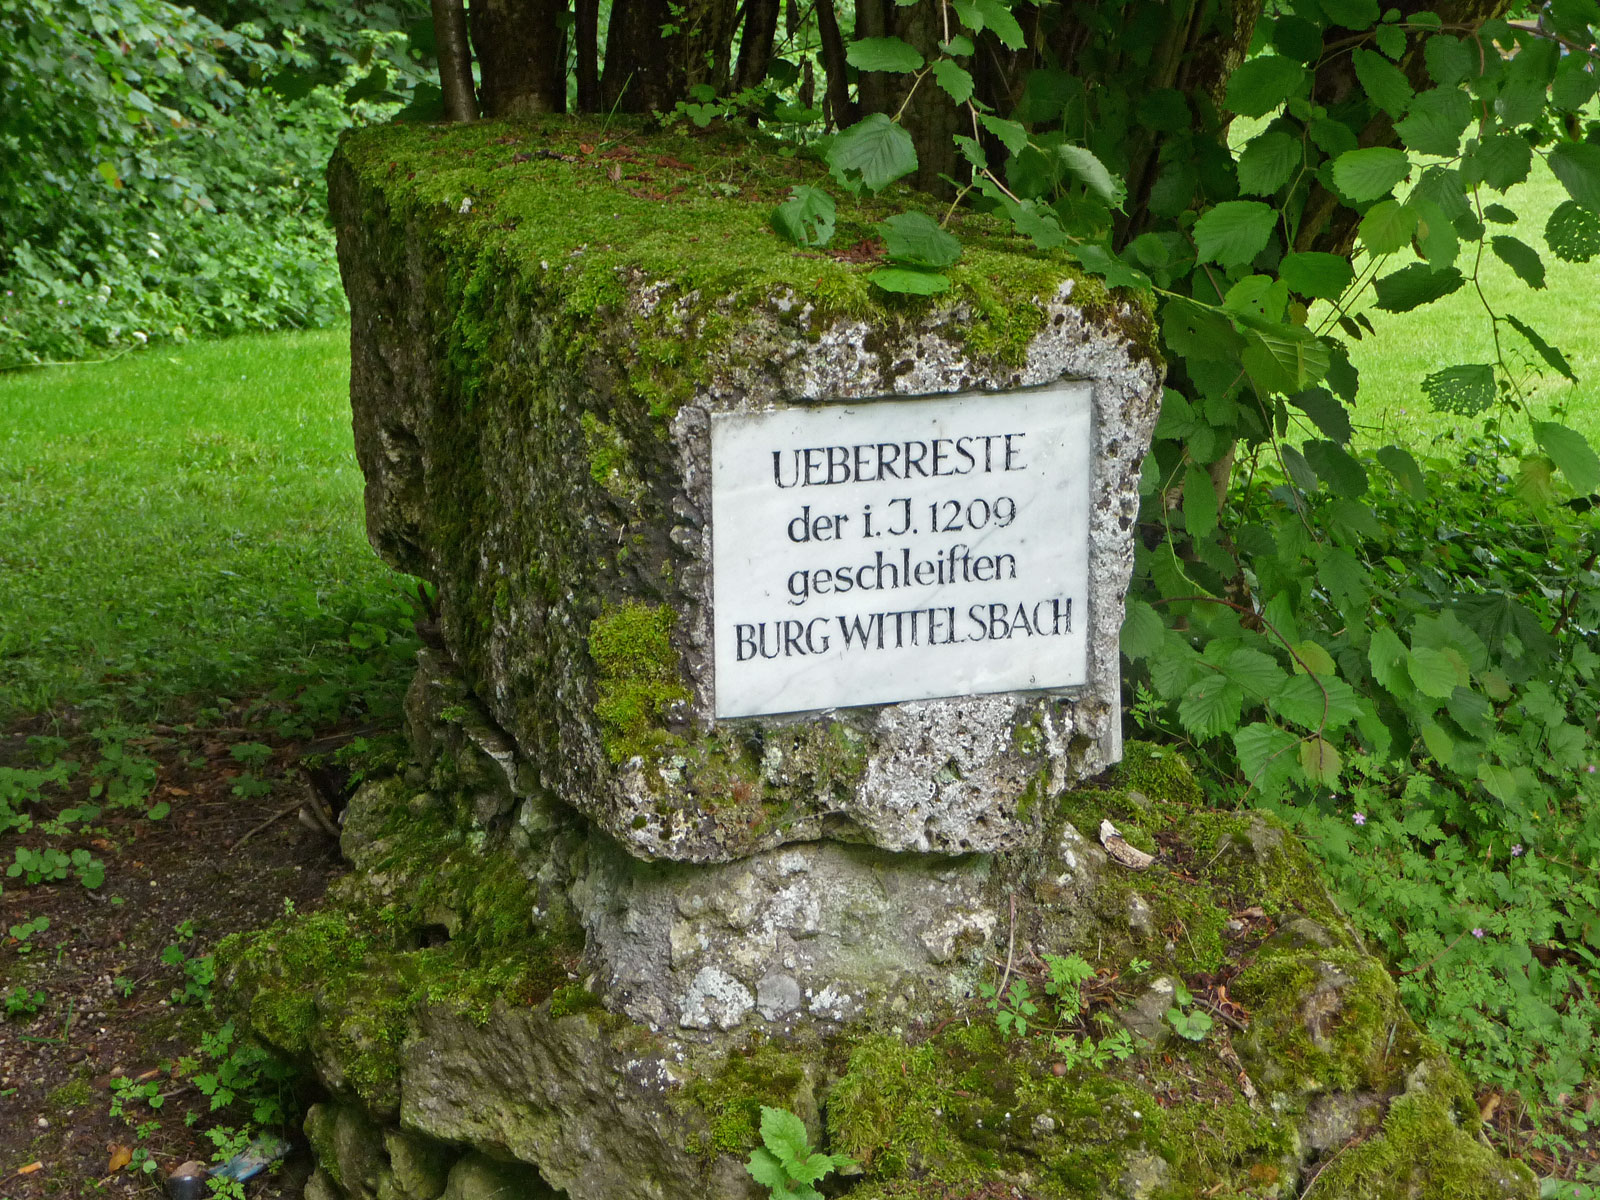 UEBERRESTE
der i. J. 1209
geschleiften
BURG WITTELSBACH